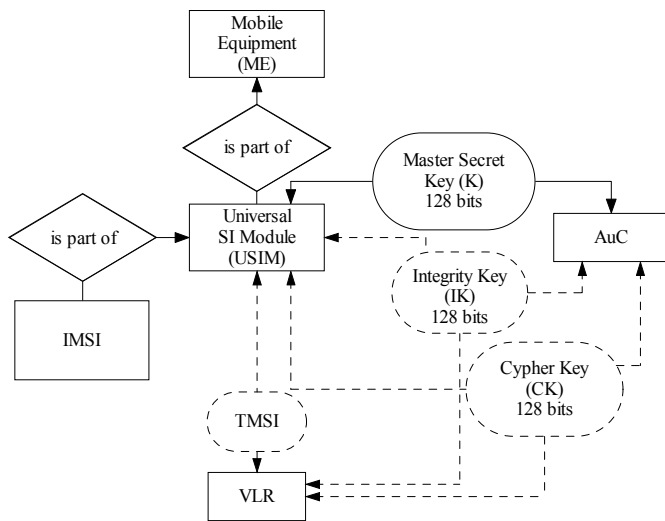 Mobile
Equipment
(ME)
is part of
Master Secret
Key (K)
128 bits
is part of
Universal
SI Module
(USIM)
AuC
Integrity Key
(IK)
128 bits
IMSI
Cypher Key
(CK)
128 bits
TMSI
VLR